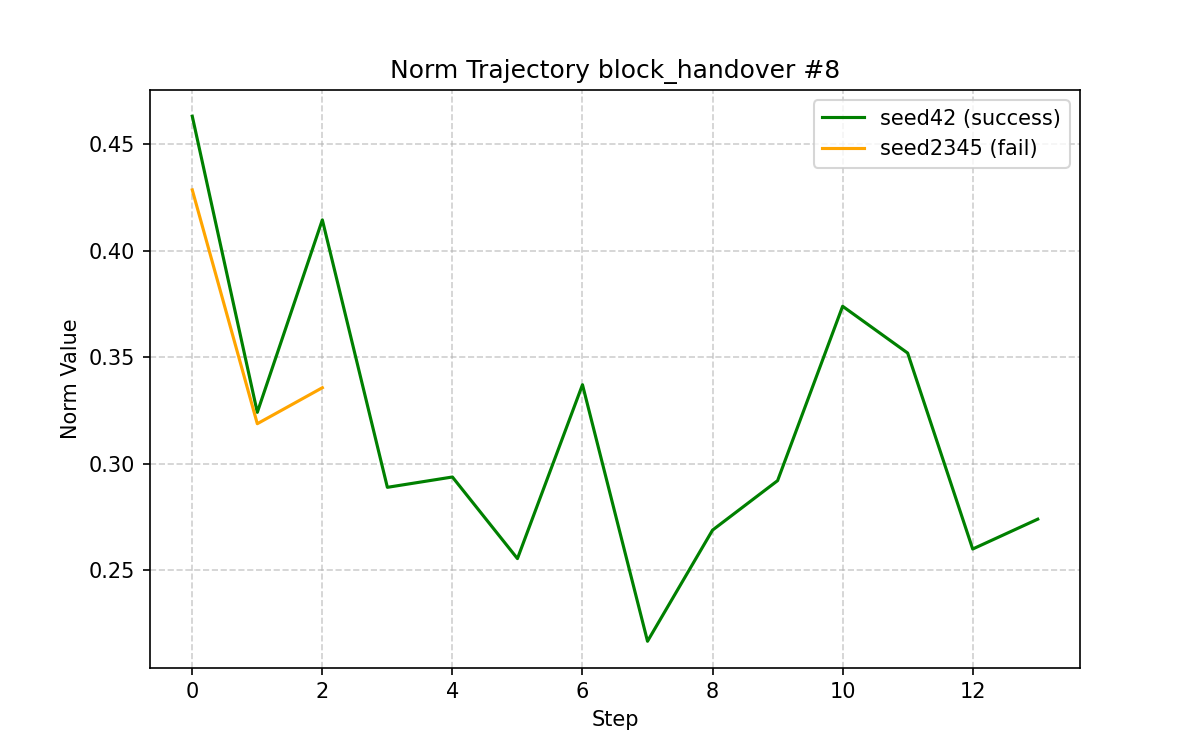 Norm Trajectory block_handover #8
seed42 (success)
seed2345 (fail)
0.45
0.40
0.35
0.30
0.25
Norm Value
0 2 4 6 8 10 12
Step